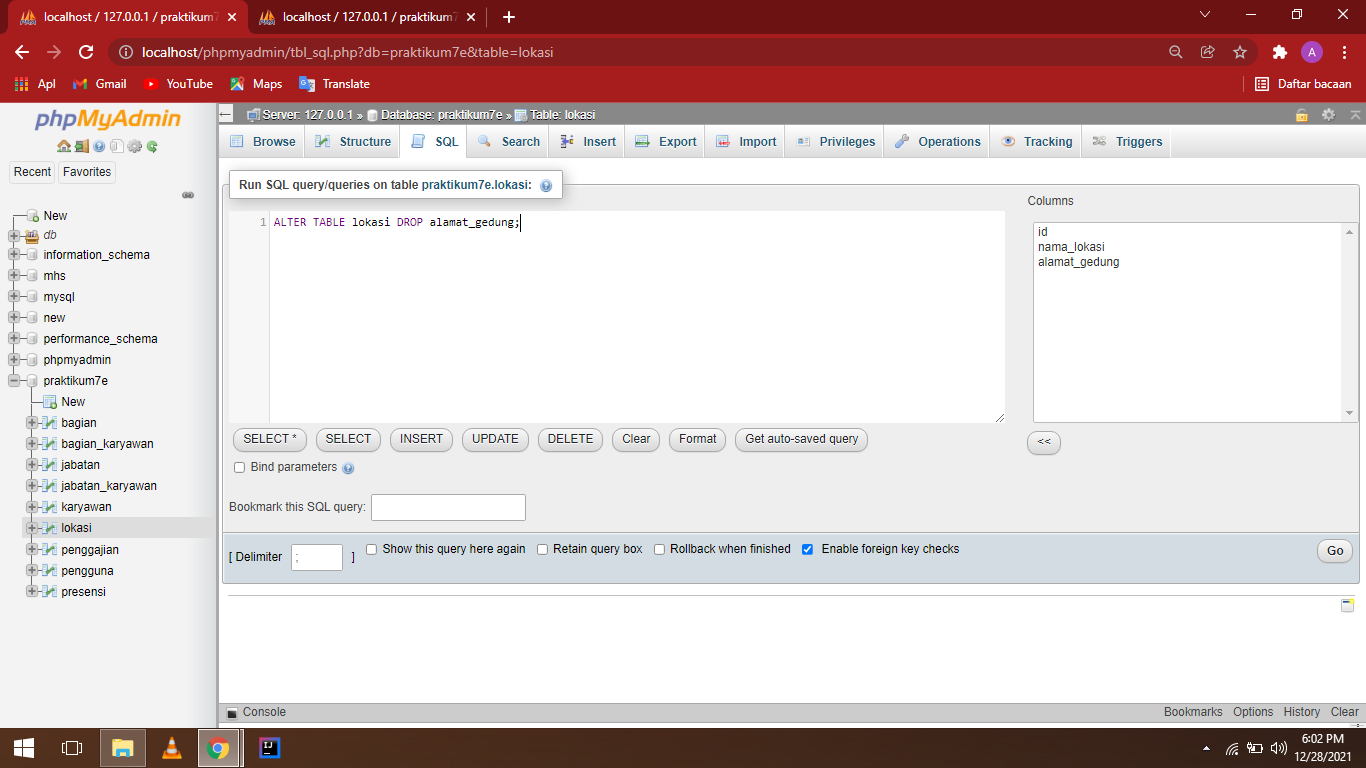 localhost / 127.0.0.1 / praktikum7
localhost / 127.0.0.1 / praktikum7
localhost/phpmyadmin/tbl_sql.php?db=praktikum7e&table=lokasi
A
Apl
Gmail
YouTube
Maps
Translate
Daftar bacaan
phpMyAdmin
Recent
Favorites
New
db
information_schema
mhs
mysql
new
performance_schema
phpmyadmin
praktikum7e
New
bagian
bagian_karyawan
jabatan
jabatan_karyawan
karyawan
lokasi
penggajian
pengguna
presensi
Server: 127.0.0.1 » Database: praktikum7e » Table: lokasi
Browse
Structure
SQL
Search
Insert
Export
Import
Privileges
Operations
Tracking
Triggers
Run SQL query/queries on table praktikum7e.lokasi:
1 ALTER TABLE lokasi DROP alamat_gedung;
Columns
id
nama_lokasi
alamat_gedung
SELECT *
SELECT
INSERT
UPDATE
DELETE
Clear
Format
Get auto-saved query
<<
Bind parameters
Bookmark this SQL query:
[ Delimiter ; ]
Show this query here again
Retain query box
Rollback when finished
Enable foreign key checks
Go
Console
Bookmarks
Options
History
Clear
IJ
6:02 PM
12/28/2021